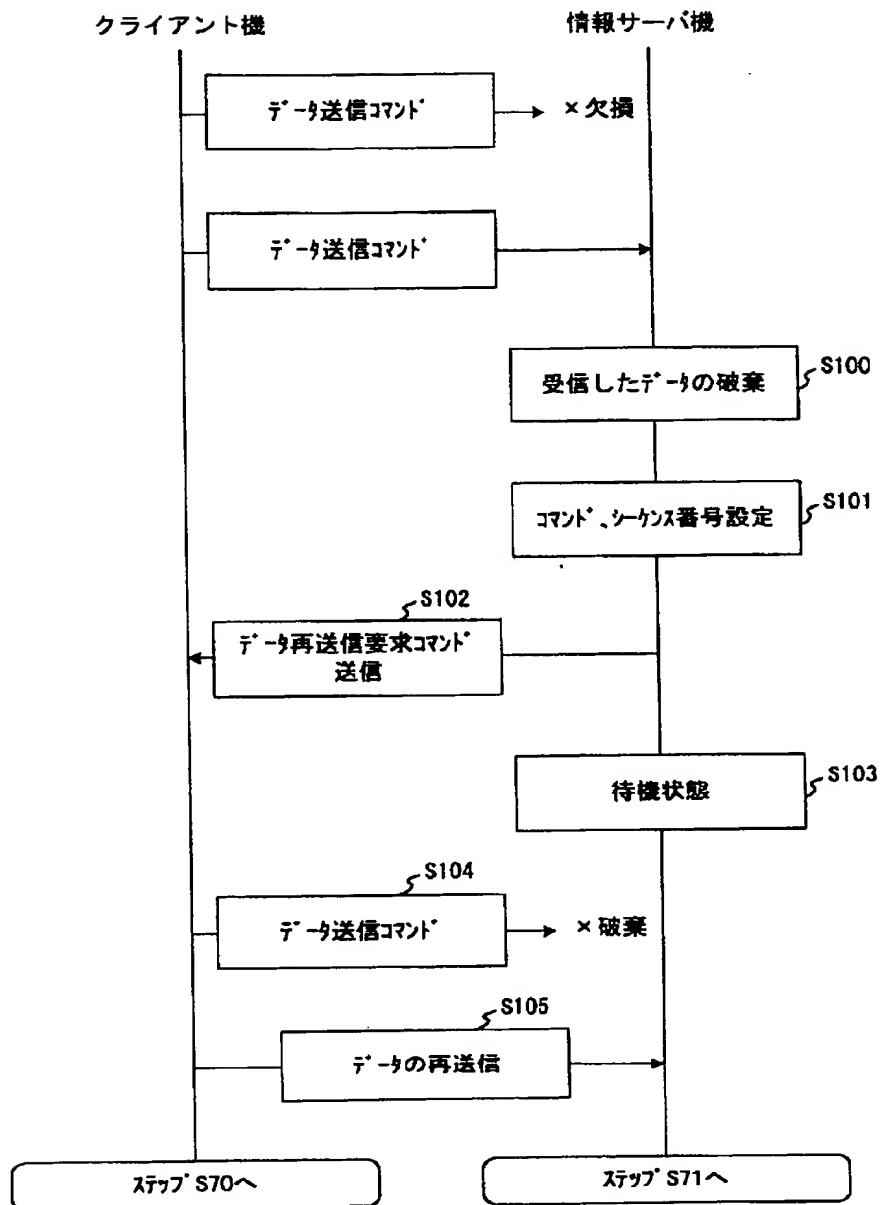 クライアント機
情報サーバ機
ﾃﾞｰﾀ送信ｺﾏﾝﾄﾞ
×欠損
ﾃﾞｰﾀ送信ｺﾏﾝﾄﾞ
S100
受信したﾃﾞｰﾀの破棄
S101
ｺﾏﾝﾄﾞ、ｼｰｹﾝｽ番号設定
S102
ﾃﾞｰﾀ再送信要求ｺﾏﾝﾄﾞ
送信
S103
待機状態
S104
ﾃﾞｰﾀ送信ｺﾏﾝﾄﾞ
×破棄
S105
ﾃﾞｰﾀの再送信
ｽﾃｯﾌﾟS70へ
ｽﾃｯﾌﾟS71へ